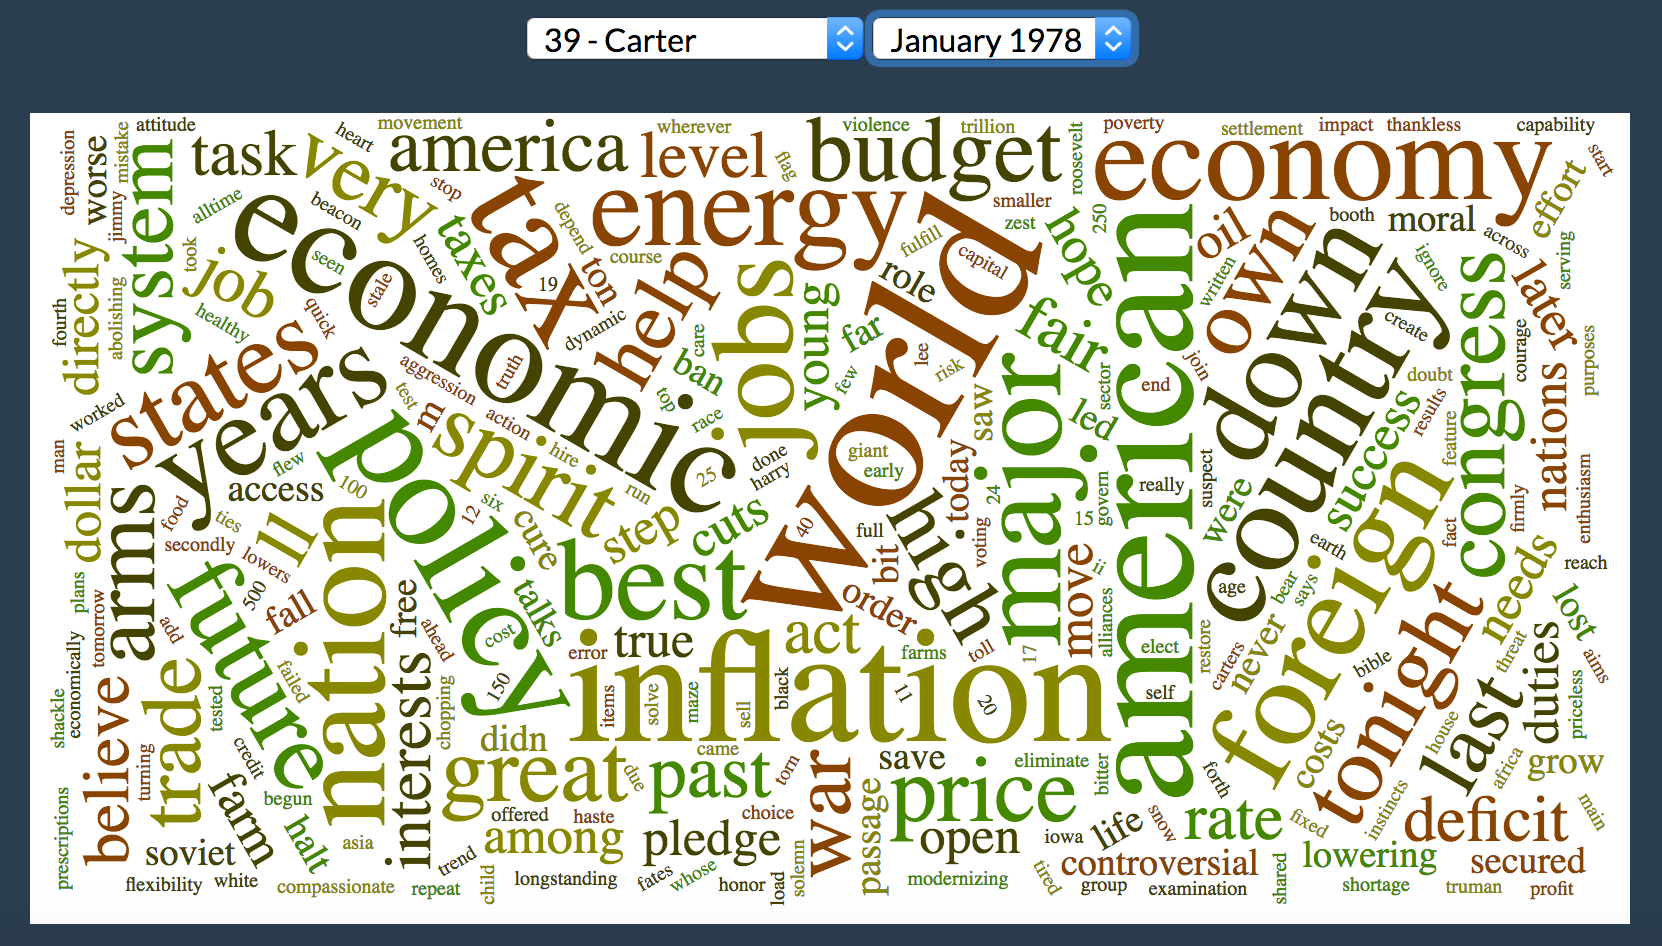 39 - Carter
January 1978
attitude
movement
heart
wherever
violence
trillion
roosevelt
poverty
settlement
impact
thankless
capability
start
depression
worse
mistake
system
task
very
america
level
flag
budget
economy
effort
jimmy
alltime
beacon
stop
tax
energy
depend
smaller
zest
hope
250
oil
own
booth
moral
across
serving
directly
took
job
seen
economic
homes
taxes
course
ton
help
fulfill
capital
world
role
american
written
down
country
ignore
congress
later
fourth
abolishing
healthy
quick
stale
19
dynamic
care
jobs
young
far
fair
create
courage
purposes
states
years
aggression
truth
ban
few
lee
risk
join
sector
end
doubt
results
worked
test
m
action
spirit
top
race
saw
major
led
success
feature
nations
man
dollar
arms
flew
access
100
policy
hire
run
25
done
harry
giant
early
today
24
govern
really
suspect
were
foreign
fact
firmly
enthusiasm
food
ties
ll
nation
six
12
cure
step
cuts
40
full
high
voting
15
earth
needs
reach
secondly
lowers
500
future
fall
free
talks
best
bit
order
move
ii
age
bear
says
tonight
lost
plans
tomorrow
add
ahead
cost
error
true
act
farms
toll
17
alliances
elect
restore
carters
never
bible
threat
aims
economically
believe
trade
failed
interests
150
inflation
items
solve
maze
sell
black
11
20
self
last
duties
priceless
shackle
tested
chopping
didn
came
save
eliminate
bitter
costs
house
africa
grow
turning
credit
begun
great
due
past
torn
war
price
forth
prescriptions
farm
halt
asia
offered
haste
choice
passage
open
iowa
life
snow
rate
fixed
instincts
deficit
main
soviet
among
pledge
solemn
controversial
lowering
secured
flexibility
white
compassionate
repeat
trend
child
longstanding
fates
whose
honor
load
modernizing
tired
group
examination
shared
shortage
truman
profit